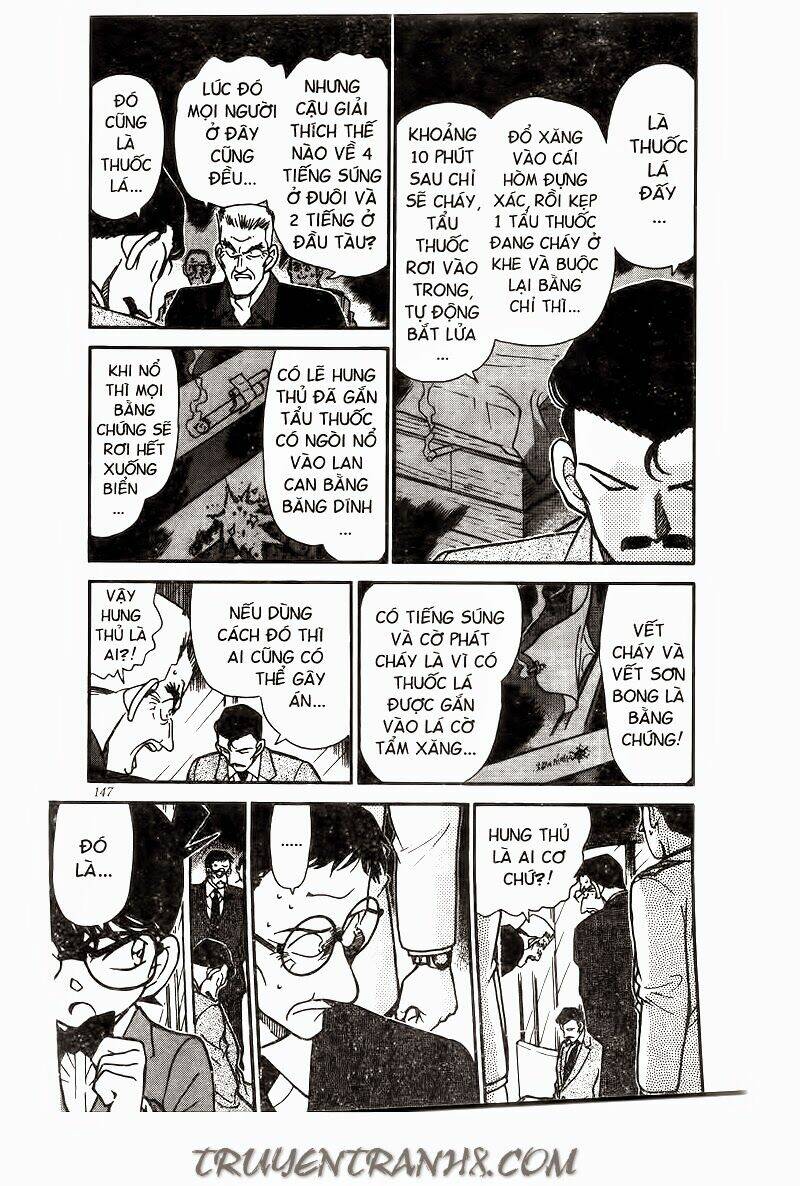 LÀ
THUỐC
LÁ
ĐẤY
...
ĐỔ XĂNG
VÀO CÁI
HÒM ĐỰNG
XÁC, RỒI KẸP
1 TẨU THUỐC
ĐANG CHÁY Ở
KHE VÀ BUỘC
LẠI BẰNG
CHỈ THÌ...
KHOẢNG
10 PHÚT
SAU CHỈ
SẼ CHÁY,
TẨU
THUỐC
RƠI VÀO
TRONG,
TỰ ĐỘNG
BẮT LỬA
...
NHƯNG
CẬU GIẢI
THÍCH THẾ
NÀO VỀ 4
TIẾNG SÚNG
Ở ĐUÔI VÀ
2 TIẾNG Ở
ĐẦU TÀU?
LÚC ĐÓ
MỌI NGƯỜI
Ở ĐÂY
CŨNG
ĐỀU...
ĐÓ
CŨNG
LÀ
THUỐC
LÁ...
CÓ LẼ HUNG
THỦ ĐÃ GẮN
TẨU THUỐC
CÓ NGÒI NỔ
VÀO LAN
CAN BẰNG
BĂNG DÍNH
...
KHI NỔ
THÌ MỌI
BẰNG
CHỨNG SẼ
RƠI HẾT
XUỐNG
BIỂN
...
VẾT
CHÁY VÀ
VẾT SƠN
BONG LÀ
BẰNG
CHỨNG!
CÓ TIẾNG SÚNG
VÀ CỜ PHÁT
CHÁY LÀ VÌ CÓ
THUỐC LÁ
ĐƯỢC GẮN
VÀO LÁ CỜ
TẨM XĂNG...
NẾU DÙNG
CÁCH ĐÓ THÌ
AI CŨNG CÓ
THỂ GÂY
ÁN...
VẬY
HUNG
THỦ LÀ
AI?!
147
HUNG THỦ
LÀ AI CƠ
CHỨ?!
.....
ĐÓ
LÀ...
TRUYENTRANH8.COM